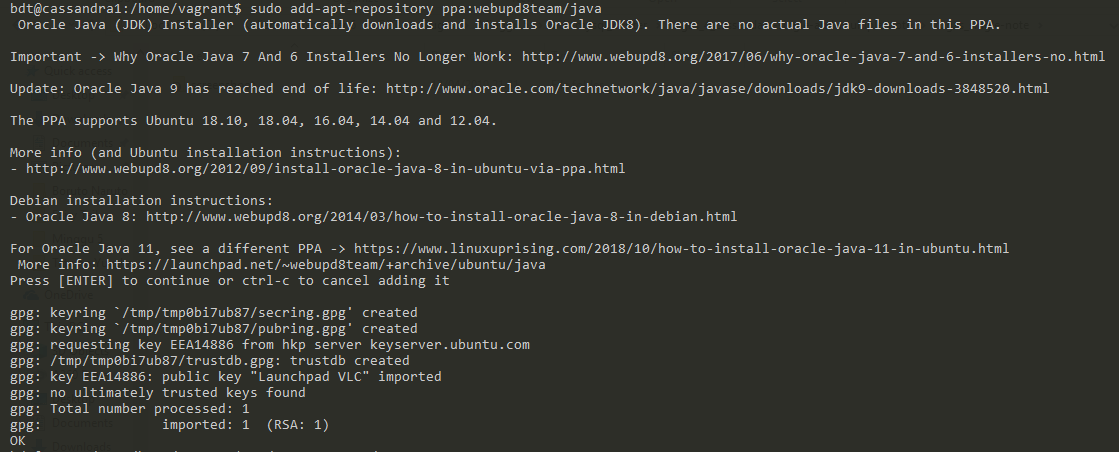 bdt@cassandra1:/home/vagrant$ sudo add-apt-repository ppa:webupd8team/java
Oracle Java (JDK) Installer (automatically downloads and installs Oracle JDK8). There are no actual Java files in this PPA.
Important -> Why Oracle Java 7 And 6 Installers No Longer Work: http://www.webupd8.org/2017/06/why-oracle-java-7-and-6-installers-no.html
Update: Oracle Java 9 has reached end of life: http://www.oracle.com/technetwork/java/javase/downloads/jdk9-downloads-3848520.html
The PPA supports Ubuntu 18.10, 18.04, 16.04, 14.04 and 12.04.
More info (and Ubuntu installation instructions):
- http://www.webupd8.org/2012/09/install-oracle-java-8-in-ubuntu-via-ppa.html
Debian installation instructions:
- Oracle Java 8: http://www.webupd8.org/2014/03/how-to-install-oracle-java-8-in-debian.html
For Oracle Java 11, see a different PPA -> https://www.linuxuprising.com/2018/10/how-to-install-oracle-java-11-in-ubuntu.html
More info: https://launchpad.net/~webupd8team/+archive/ubuntu/java
Press [ENTER] to continue or ctrl-c to cancel adding it
gpg: keyring `/tmp/tmp0bi7ub87/secring.gpg' created
gpg: keyring `/tmp/tmp0bi7ub87/pubring.gpg' created
gpg: requesting key EEA14886 from hkp server keyserver.ubuntu.com
gpg: /tmp/tmp0bi7ub87/trustdb.gpg: trustdb created
gpg: key EEA14886: public key "Launchpad VLC" imported
gpg: no ultimately trusted keys found
gpg: Total number processed: 1
gpg:               imported: 1  (RSA: 1)
OK